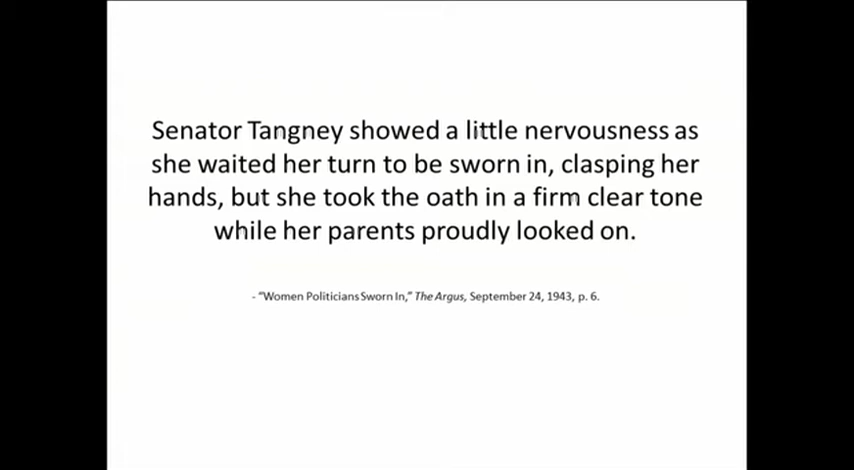 Senator Tangney showed a little nervousness as
she waited her turn to be sworn in, clasping her
hands, but she took the oath in a firm clear tone
while her parents proudly looked on.
- “Women Politicians Sworn In,” The Argus, September 24, 1943, p. 6.